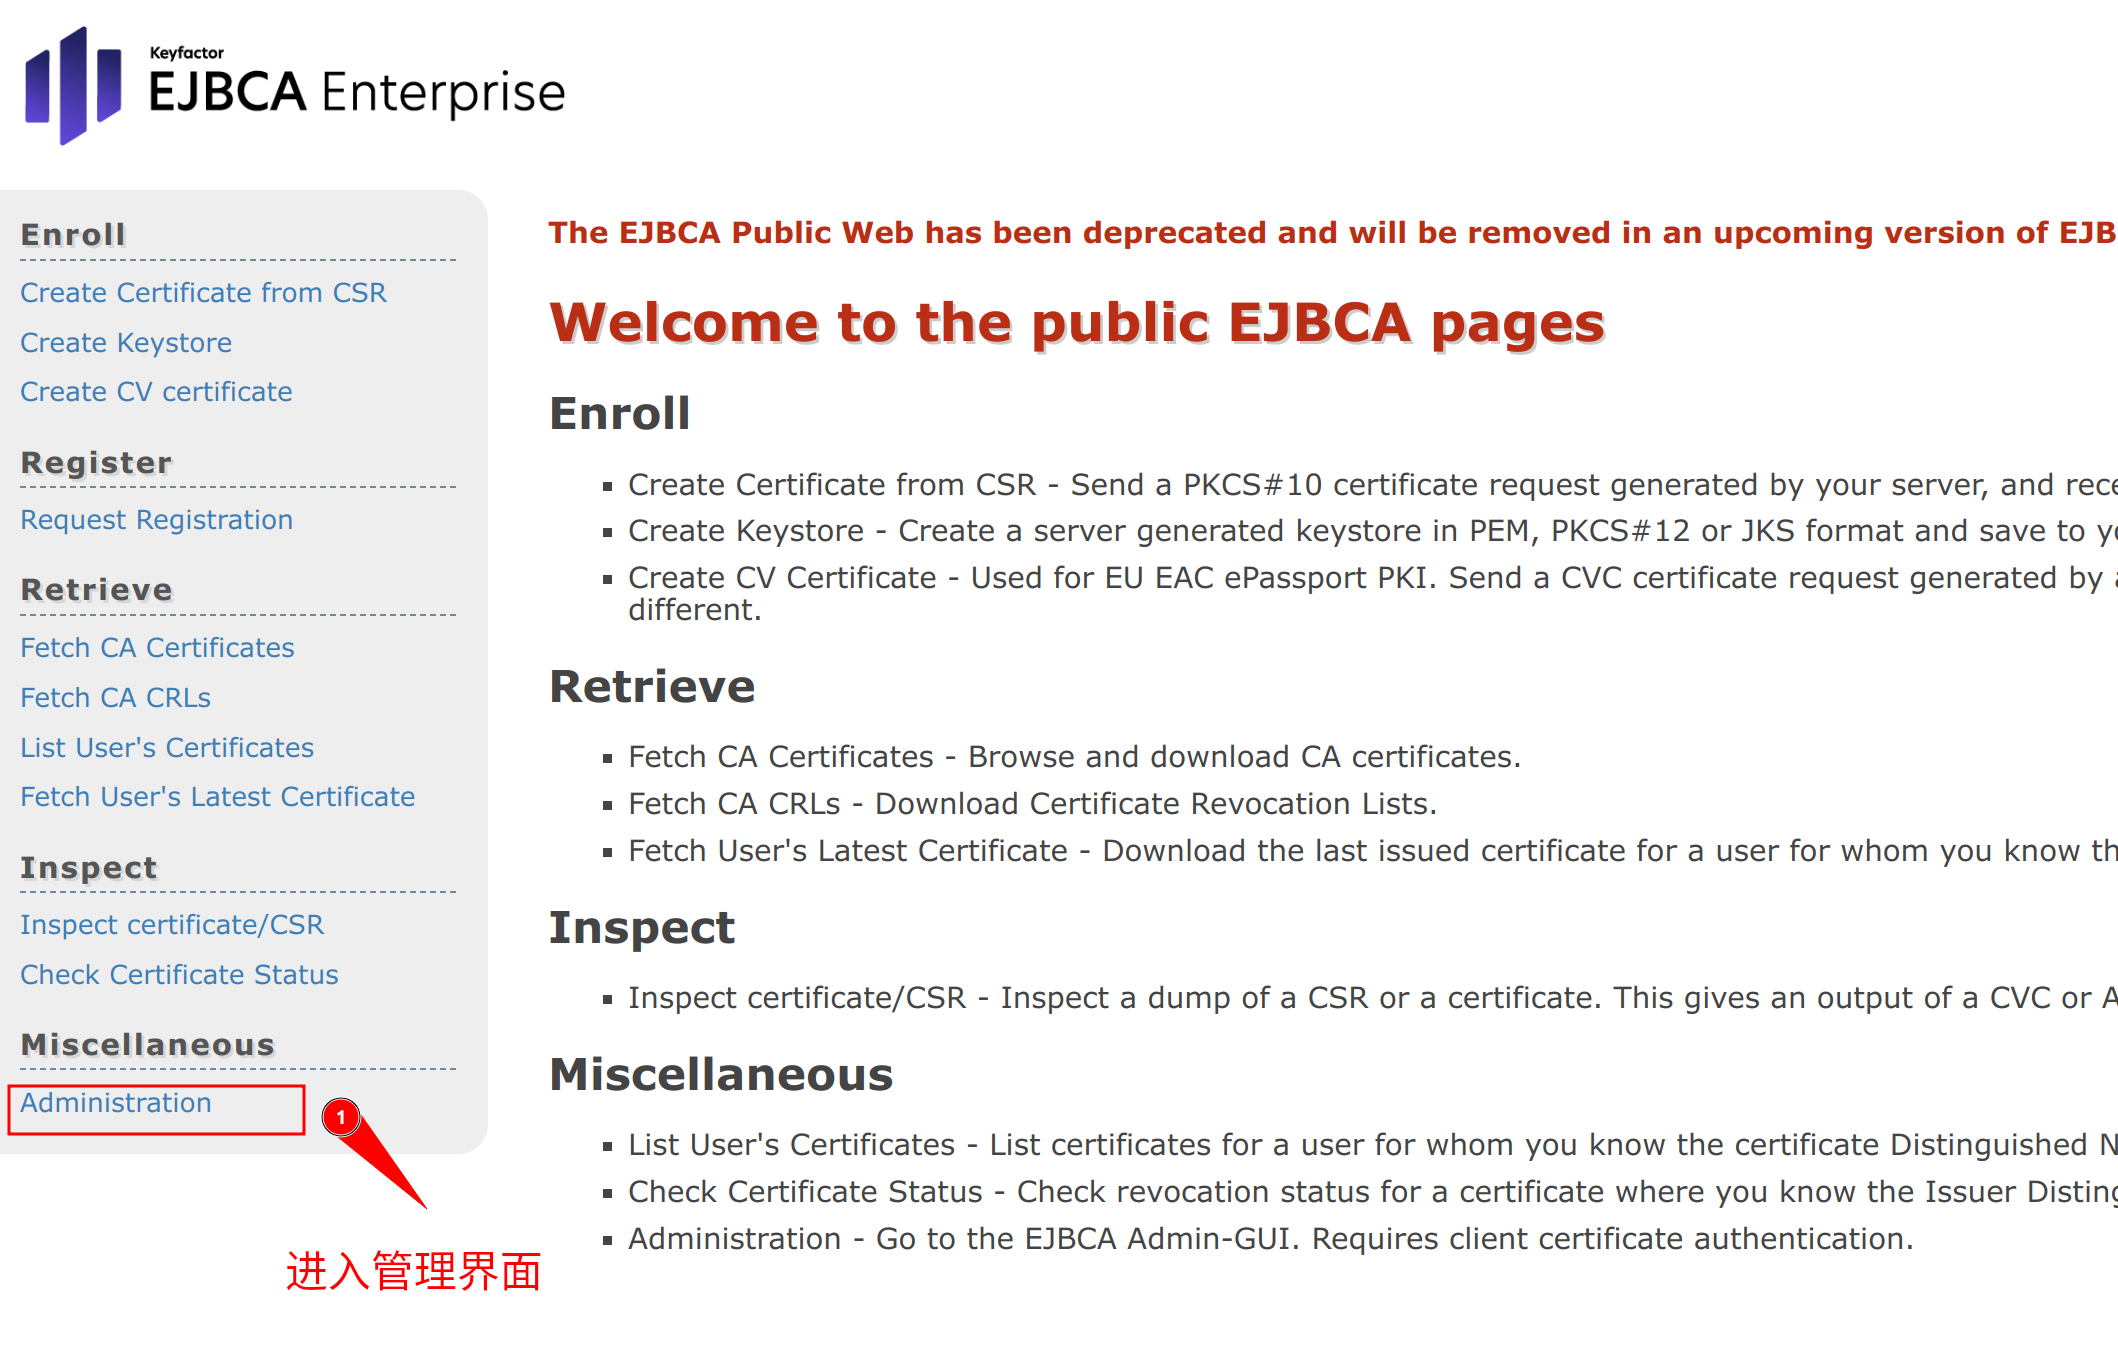 Keyfactor
EJBCA Enterprise
Enroll
Create Certificate from CSR
Create Keystore
Create CV certificate
Register
Request Registration
Retrieve
Fetch CA Certificates
Fetch CA CRLs
List User's Certificates
Fetch User's Latest Certificate
Inspect
Inspect certificate/CSR
Check Certificate Status
Miscellaneous
Administration
1
进入管理界面
The EJBCA Public Web has been deprecated and will be removed in an upcoming version of EJB
Welcome to the public EJBCA pages
Enroll
▪ Create Certificate from CSR - Send a PKCS#10 certificate request generated by your server, and rece
▪ Create Keystore - Create a server generated keystore in PEM, PKCS#12 or JKS format and save to yo
▪ Create CV Certificate - Used for EU EAC ePassport PKI. Send a CVC certificate request generated by a
different.
Retrieve
▪ Fetch CA Certificates - Browse and download CA certificates.
▪ Fetch CA CRLs - Download Certificate Revocation Lists.
▪ Fetch User's Latest Certificate - Download the last issued certificate for a user for whom you know th
Inspect
▪ Inspect certificate/CSR - Inspect a dump of a CSR or a certificate. This gives an output of a CVC or A
Miscellaneous
▪ List User's Certificates - List certificates for a user for whom you know the certificate Distinguished N
▪ Check Certificate Status - Check revocation status for a certificate where you know the Issuer Disting
▪ Administration - Go to the EJBCA Admin-GUI. Requires client certificate authentication.